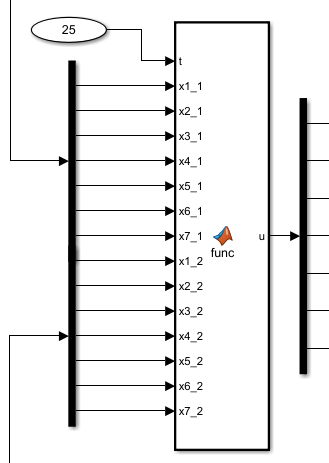 25
t
x1_1
x2_1
x3_1
x4_1
x5_1
x6_1
x7_1
x1_2
x2_2
x3_2
x4_2
x5_2
x6_2
x7_2
func
u